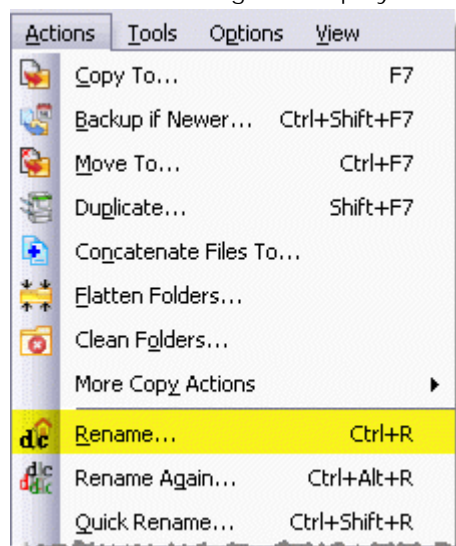 Actions Tools Options View
Copy To... F7
Backup if Newer... Ctrl+Shift+F7
Move To... Ctrl+F7
Duplicate... Shift+F7
Concatenate Files To...
Flatten Folders...
Clean Folders...
More Copy Actions
Rename... Ctrl+R
Rename Again... Ctrl+Alt+R
Quick Rename... Ctrl+Shift+R